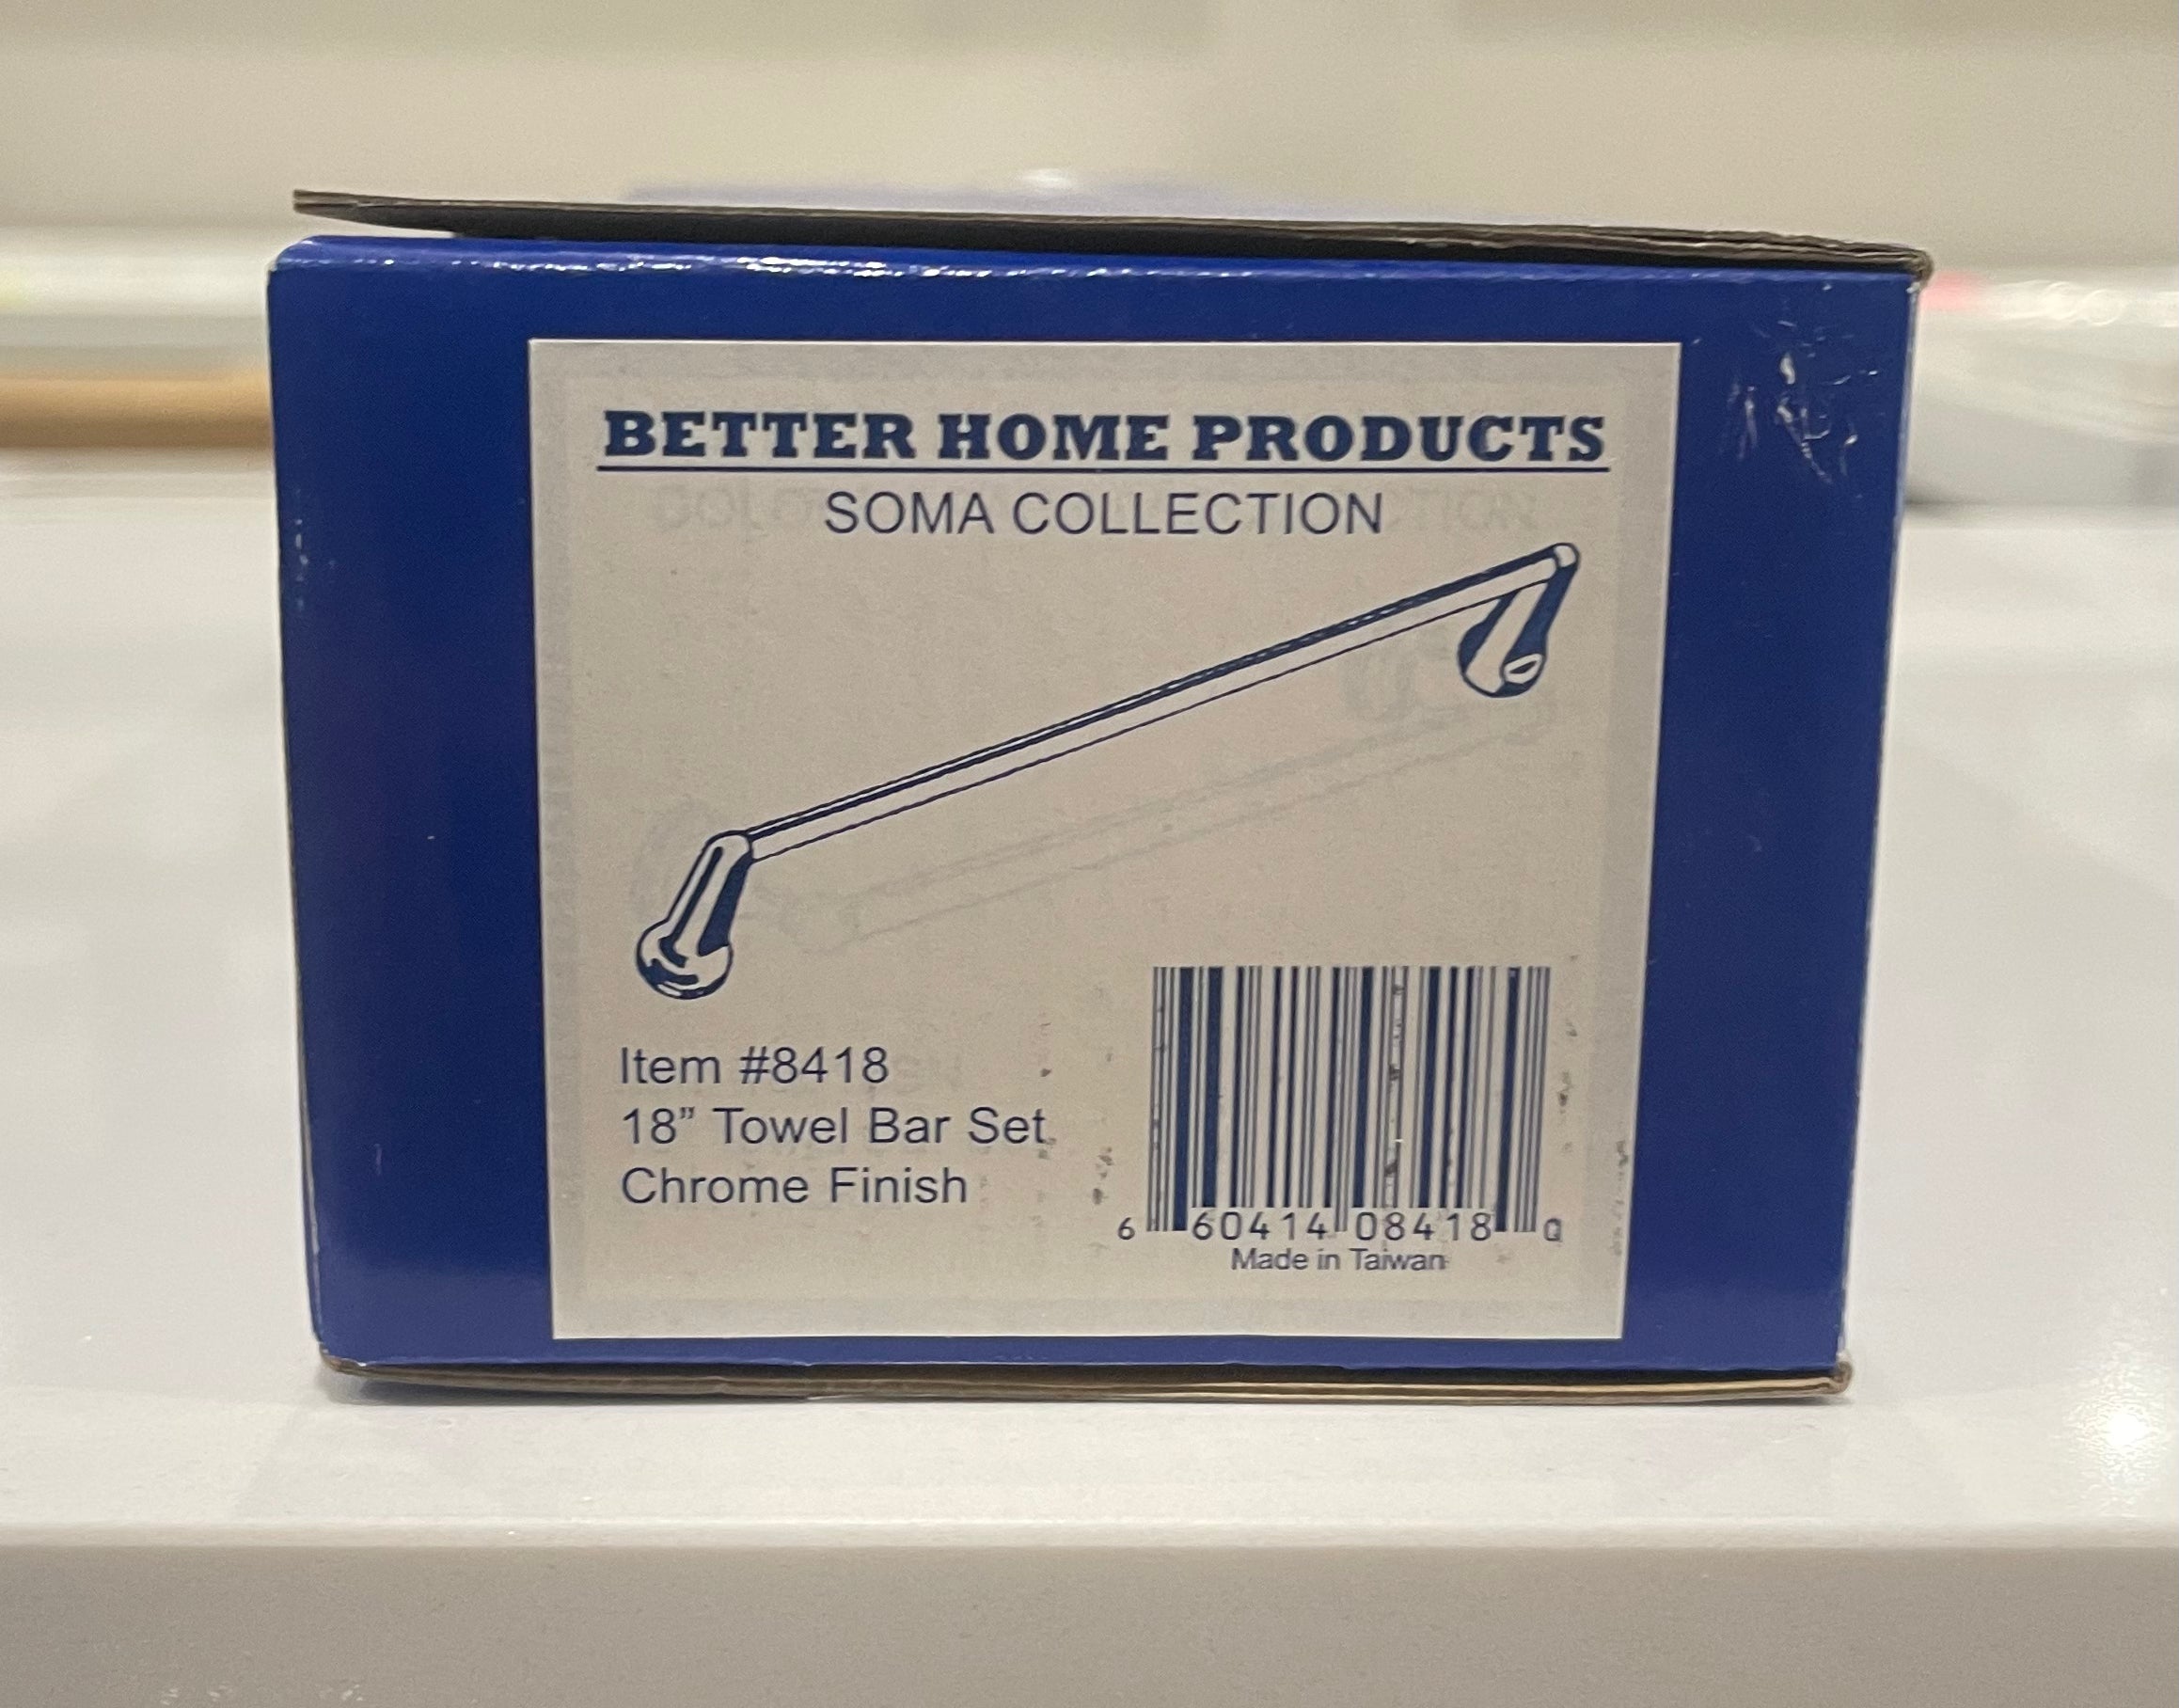 BETTER HOME PRODUCTS
SOMA COLLECTION
Item #8418
18” Towel Bar Set
Chrome Finish
6 60414 08418 0
Made in Taiwan